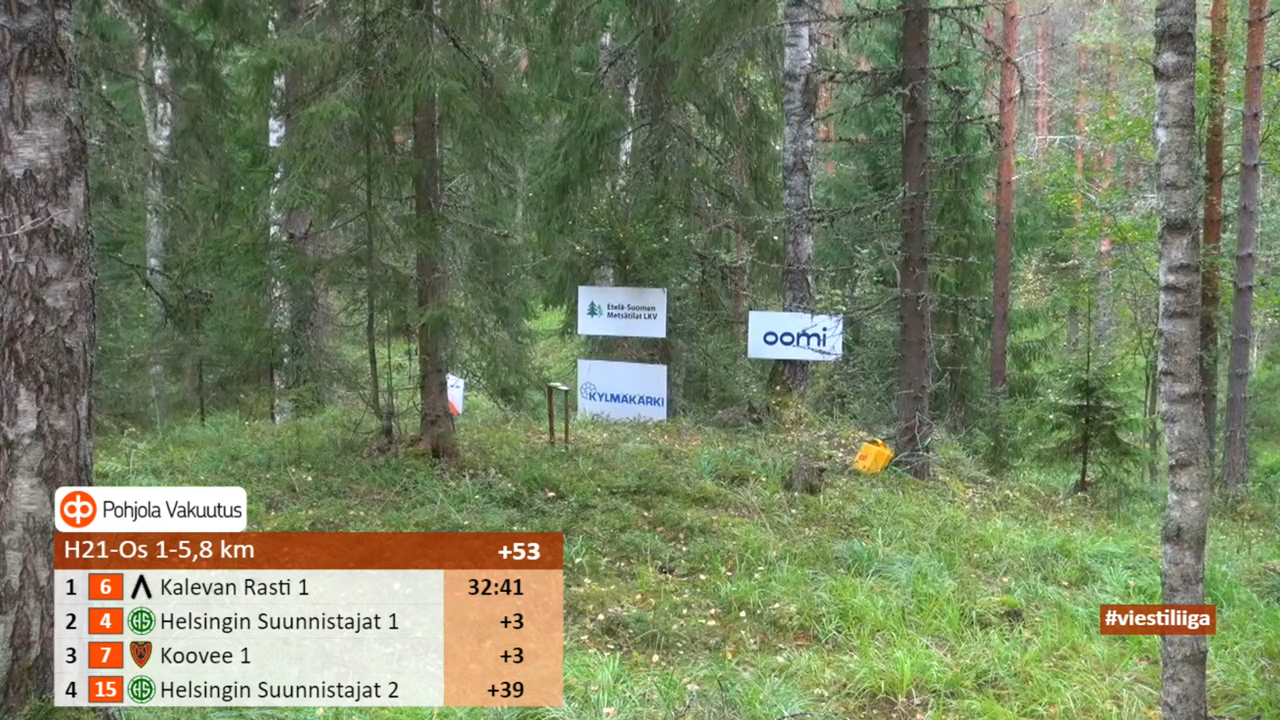 Etelä-Suomen
Metsätilat LKV
oomi
KYLMÄKÄRKI
Pohjola Vakuutus
H21-Os 1-5,8 km +53
1 6 Kalevan Rasti 1 32:41
2 4 Helsingin Suunnistajat 1 +3
3 7 Koovee 1 +3
4 15 Helsingin Suunnistajat 2 +39
#viestiliiga